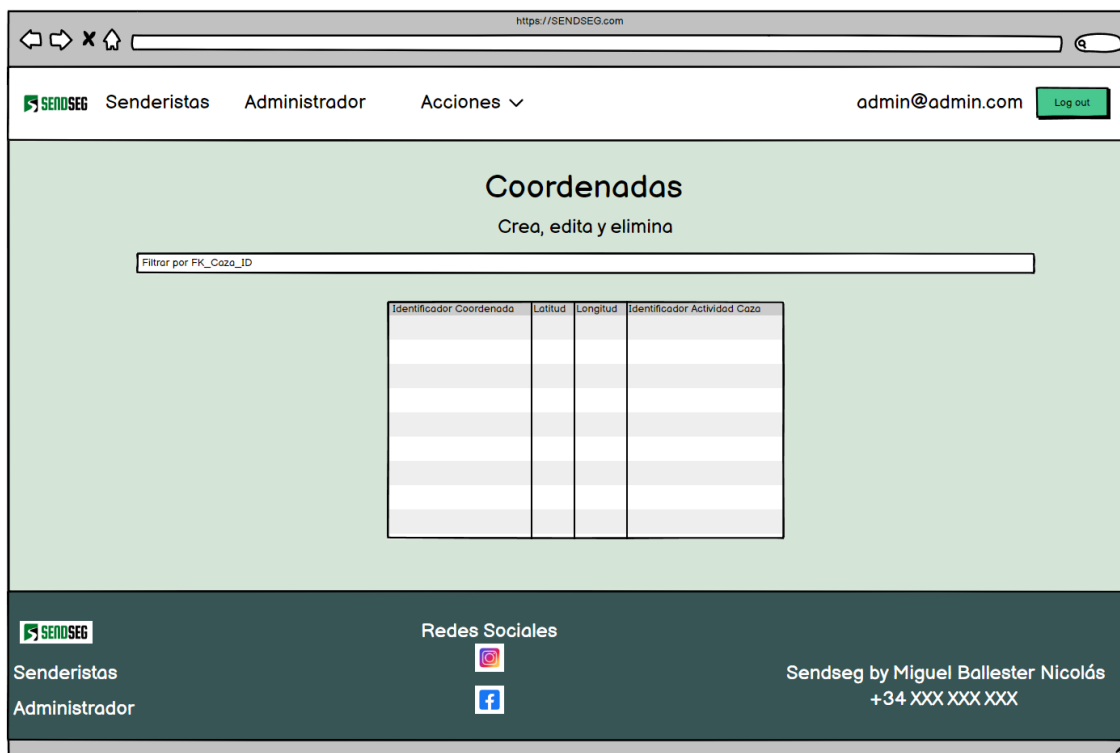 https://SENDSEG.com
SENDSEG Senderistas Administrador Acciones admin@admin.com Log out
Coordenadas
Crea, edita y elimina
Filtrar por FK_Caza_ID
Identificador Coordenada Latitud Longitud Identificador Actividad Caza
SENDSEG
Senderistas
Administrador
Redes Sociales
Sendseg by Miguel Ballester Nicolás
+34 XXX XXX XXX